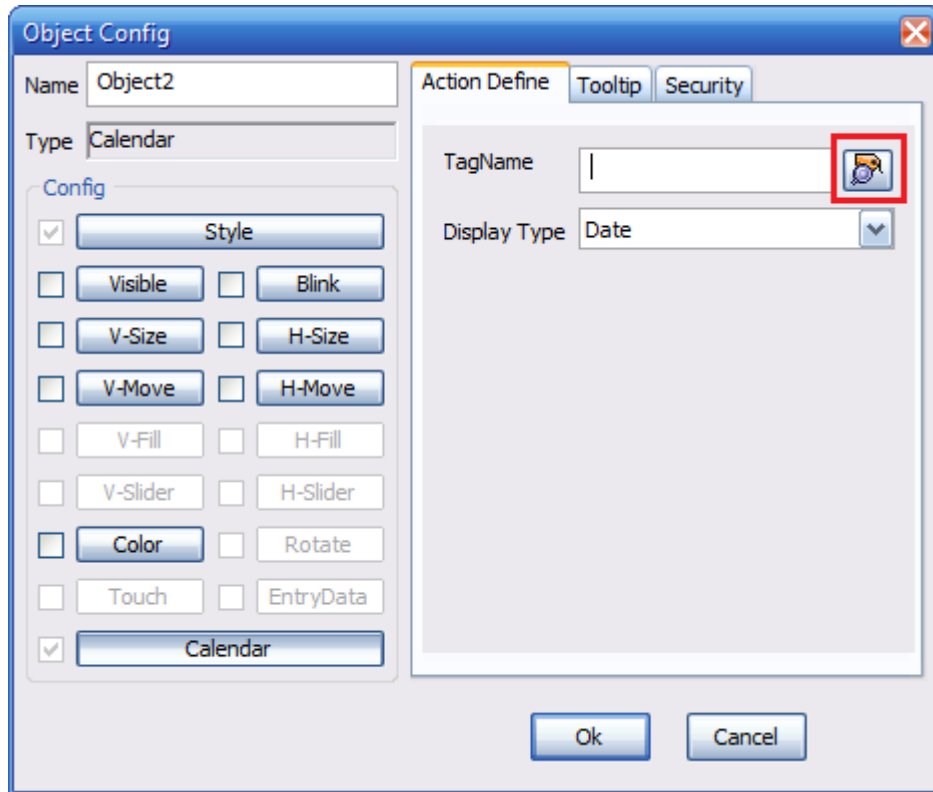 Object Config
Name Object2
Type Calendar
Config
Style
Visible Blink
V-Size H-Size
V-Move H-Move
V-Fill H-Fill
V-Slider H-Slider
Color Rotate
Touch EntryData
Calendar
Action Define Tooltip Security
TagName
Display Type Date
Ok Cancel